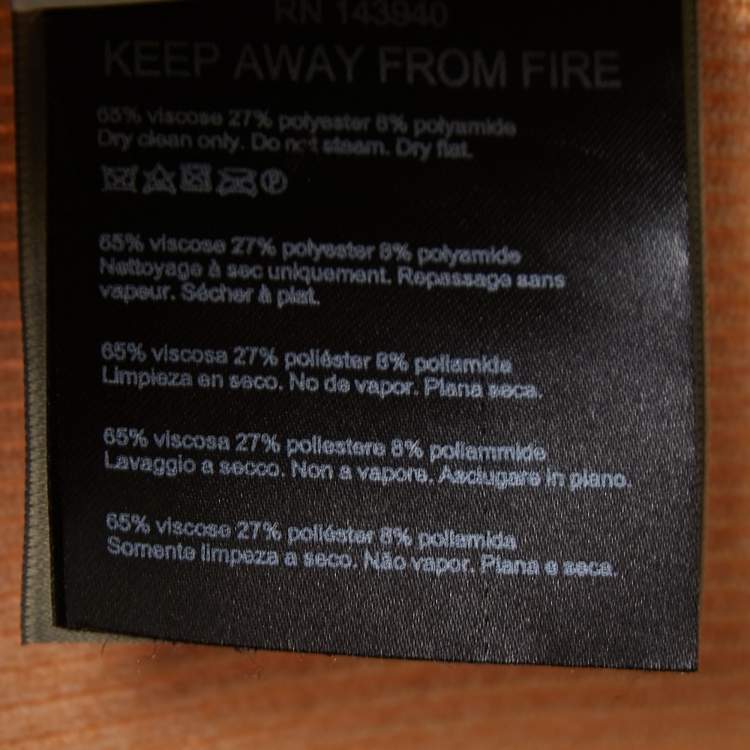 RN 143940
KEEP AWAY FROM FIRE
65% viscose 27% polyester 8% polyamide
Dry clean only. Do not steam. Dry flat.
65% viscose 27% polyester 8% polyamide
Nettoyage à sec uniquement. Repassage sans
vapeur. Sécher à plat.
65% viscosa 27% poliéster 8% poliamida
Limpieza en seco. No de vapor. Plana seca.
65% viscosa 27% poliestere 8% poliammide
Lavaggio a secco. Non a vapore. Asciugare in piano.
65% viscose 27% poliéster 8% poliamida
Somente limpeza a seco. Não vapor. Plana e seca.